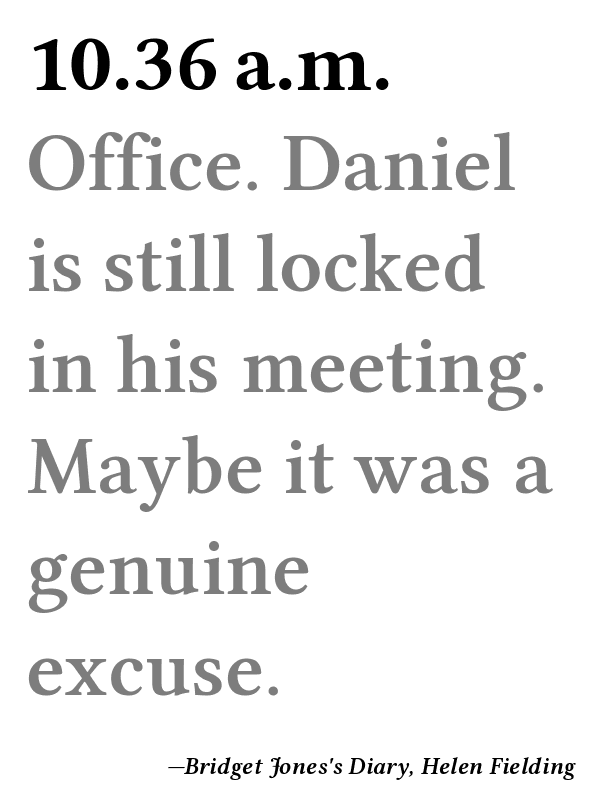 10.36 a.m.
Office. Daniel
is still locked
in his meeting.
Maybe it was a
genuine
excuse.
—Bridget Jones's Diary, Helen Fielding